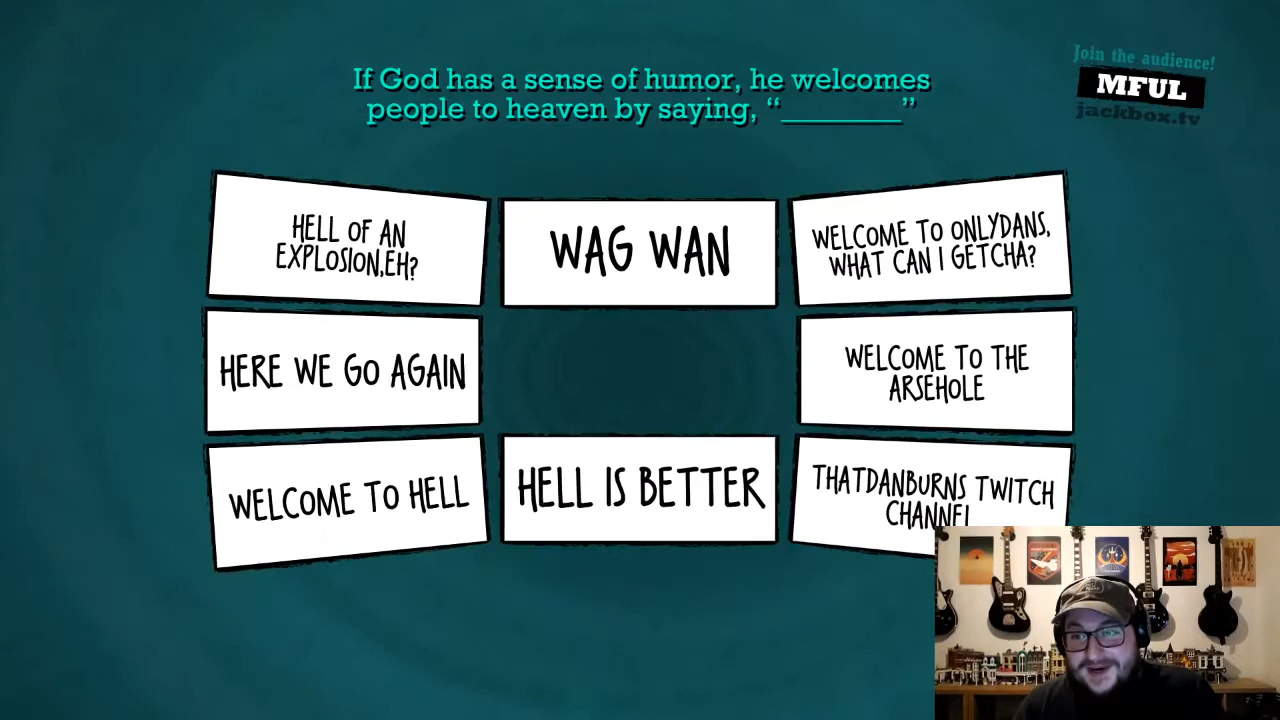 If God has a sense of humor, he welcomes
people to heaven by saying, “________”
Join the audience!
MFUL
jackbox.tv
HELL OF AN
EXPLOSION,EH?
WAG WAN
WELCOME TO ONLYDANS,
WHAT CAN I GETCHA?
HERE WE GO AGAIN
WELCOME TO THE
ARSEHOLE
WELCOME TO HELL
HELL IS BETTER
THATDANBURNS TWITCH
CHANNEL